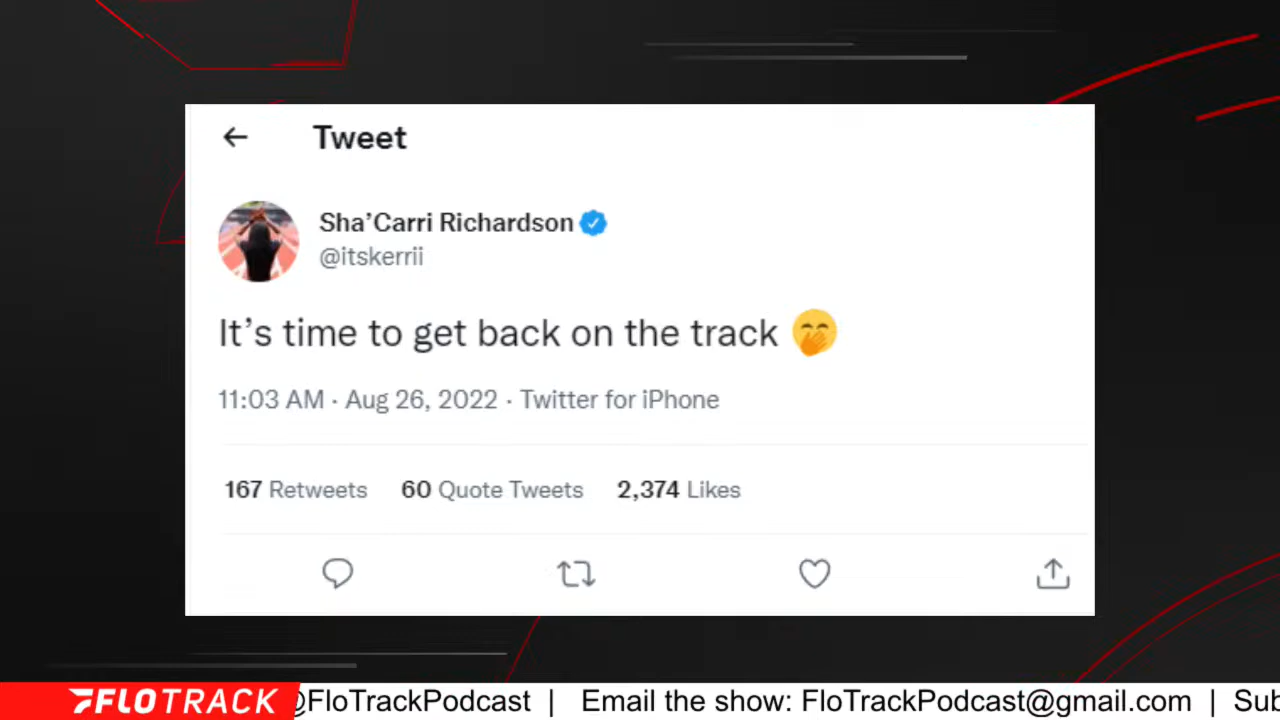 Tweet
Sha’Carri Richardson
@itskerrii
It’s time to get back on the track 🤭
11:03 AM · Aug 26, 2022 · Twitter for iPhone
167 Retweets 60 Quote Tweets 2,374 Likes
FLOTRACK @FloTrackPodcast | Email the show: FloTrackPodcast@gmail.com | Sub